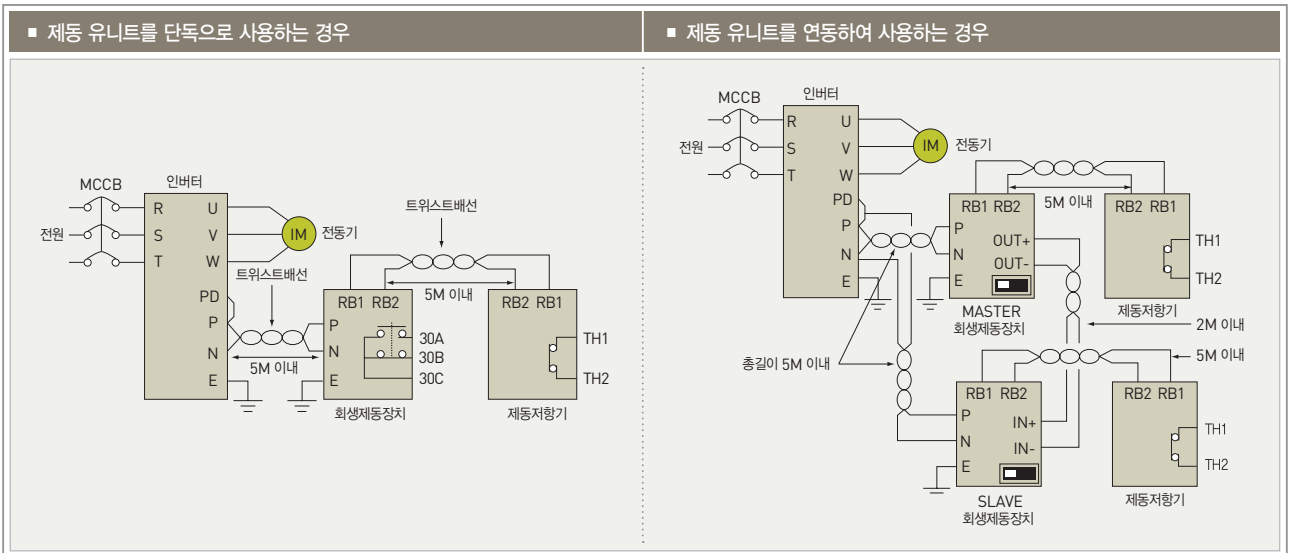 ■ 제동 유니트를 단독으로 사용하는 경우
MCCB
인버터
전원
R
S
T
U
V
W
PD
P
N
E
IM
전동기
트위스트배선
트위스트배선
5M 이내
5M 이내
RB1 RB2
P
N
E
30A
30B
30C
회생제동장치
RB2 RB1
TH1
TH2
제동저항기
■ 제동 유니트를 연동하여 사용하는 경우
MCCB
인버터
전원
R
S
T
U
V
W
PD
P
N
E
IM
전동기
RB1 RB2
5M 이내
P
N
E
OUT+
OUT-
MASTER
회생제동장치
RB2 RB1
TH1
TH2
제동저항기
2M 이내
총길이 5M 이내
5M 이내
RB1 RB2
P
N
E
IN+
IN-
SLAVE
회생제동장치
RB2 RB1
TH1
TH2
제동저항기